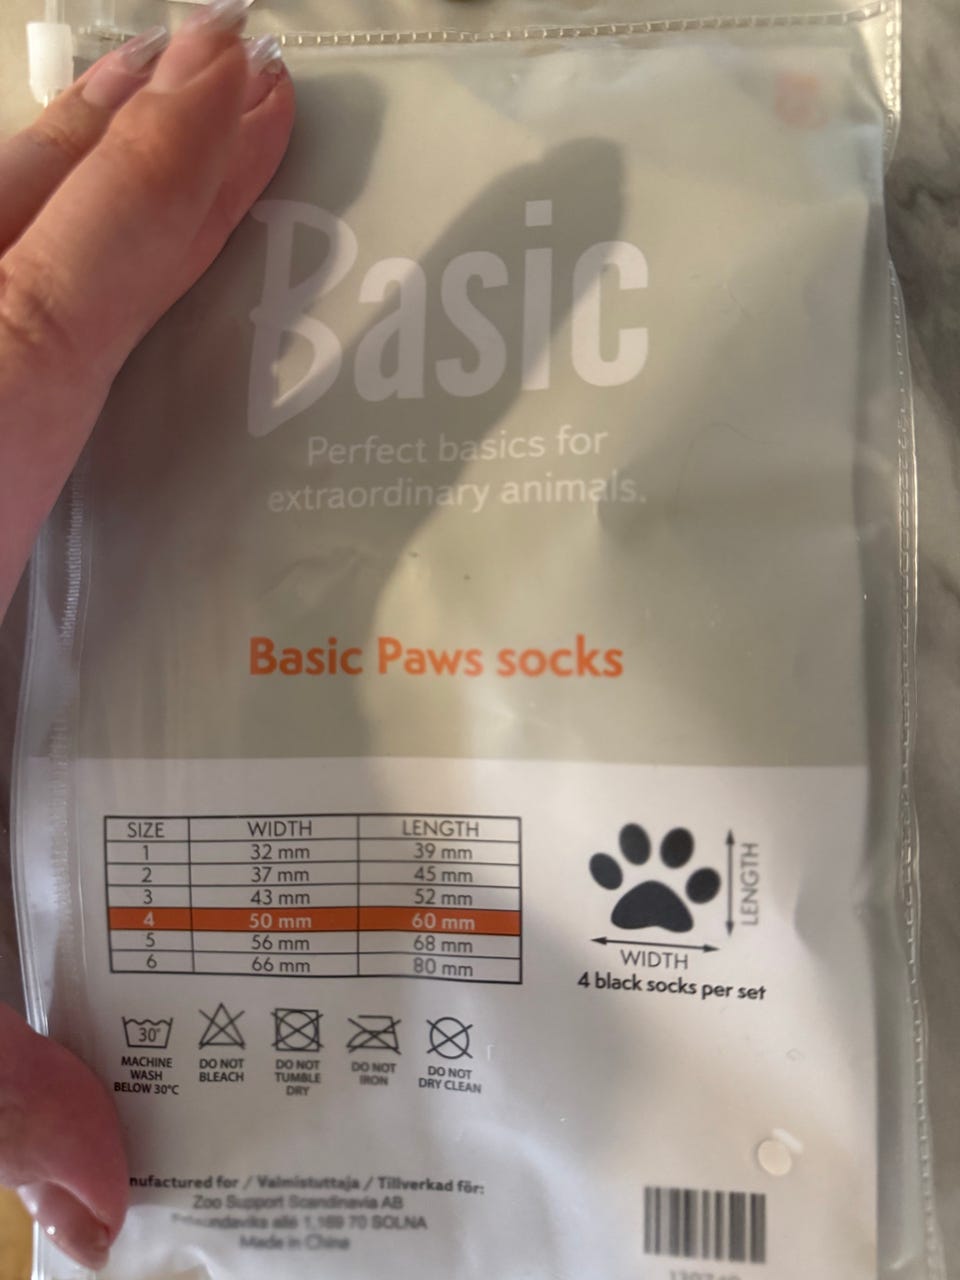 Basic
Perfect basics for
extraordinary animals.
Basic Paws socks
SIZE WIDTH LENGTH
1 32 mm 39 mm
2 37 mm 45 mm
3 43 mm 52 mm
4 50 mm 60 mm
5 56 mm 68 mm
6 66 mm 80 mm
LENGTH
WIDTH
4 black socks per set
30°
MACHINE
WASH
BELOW 30°C
DO NOT
BLEACH
DO NOT
TUMBLE
DRY
DO NOT
IRON
DO NOT
DRY CLEAN
nufactured for / Valmistuttaja / Tillverkad för:
Zoo Support Scandinavia AB
1, 169 70 SOLNA
Made in China